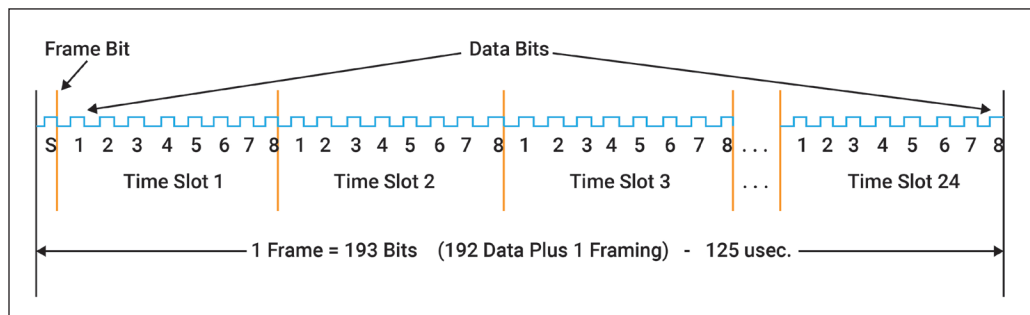 Frame Bit Data Bits
S 1 2 3 4 5 6 7 8 1 2 3 4 5 6 7 8 1 2 3 4 5 6 7 8 . . . 1 2 3 4 5 6 7 8
Time Slot 1 Time Slot 2 Time Slot 3 . . . Time Slot 24
1 Frame = 193 Bits (192 Data Plus 1 Framing) - 125 usec.